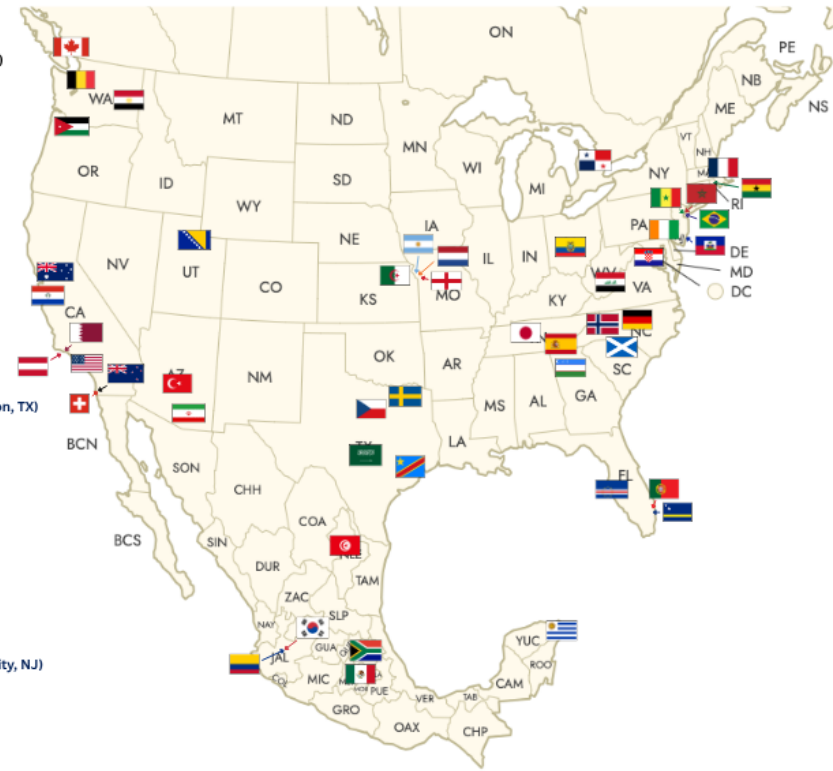 ON
PE
)
NB
WA
NS
ME
MT
ND
VT
MN
NH
OR
WI
NY
ID
SD
MI
RI
WY
PA
IA
NE
DE
NV
UT
IL
IN
MD
CO
VA
DC
KS
MO
KY
CA
NC
OK
AR
SC
NM
AZ
MS
AL
GA
on, TX)
LA
BCN
TX
SON
FL
CHH
COA
BCS
SIN
NLE
DUR
TAM
ZAC
SLP
NAY
YUC
GUA
JAL
ROO
ity, NJ)
MIC
CAM
PUE
VER
TAB
GRO
OAX
CHP